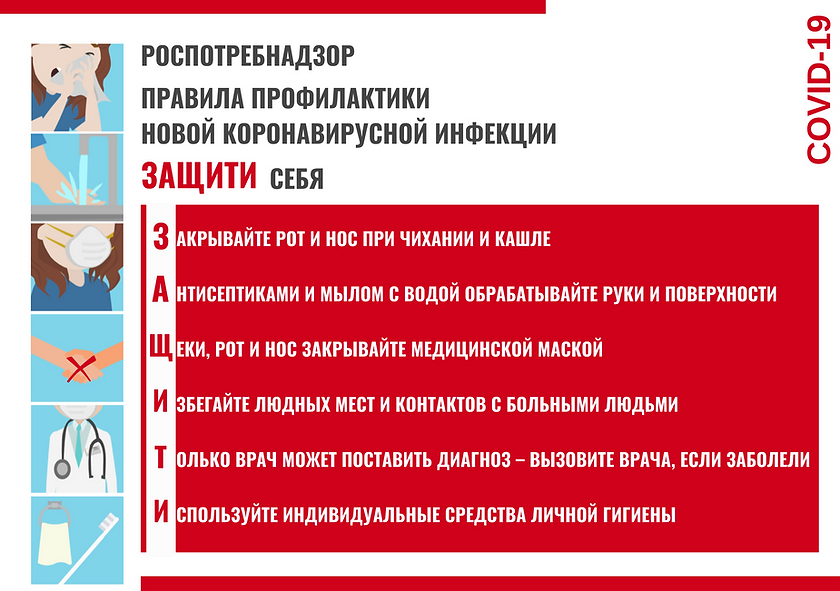 РОСПОТРЕБНАДЗОР
ПРАВИЛА ПРОФИЛАКТИКИ
НОВОЙ КОРОНАВИРУСНОЙ ИНФЕКЦИИ
ЗАЩИТИ СЕБЯ
ЗАКРЫВАЙТЕ РОТ И НОС ПРИ ЧИХАНИИ И КАШЛЕ
АНТИСЕПТИКАМИ И МЫЛОМ С ВОДОЙ ОБРАБАТЫВАЙТЕ РУКИ И ПОВЕРХНОСТИ
ЩЕКИ, РОТ И НОС ЗАКРЫВАЙТЕ МЕДИЦИНСКОЙ МАСКОЙ
ИЗБЕГАЙТЕ ЛЮДНЫХ МЕСТ И КОНТАКТОВ С БОЛЬНЫМИ ЛЮДЬМИ
ТОЛЬКО ВРАЧ МОЖЕТ ПОСТАВИТЬ ДИАГНОЗ – ВЫЗОВИТЕ ВРАЧА, ЕСЛИ ЗАБОЛЕЛИ
ИСПОЛЬЗУЙТЕ ИНДИВИДУАЛЬНЫЕ СРЕДСТВА ЛИЧНОЙ ГИГИЕНЫ
COVID-19